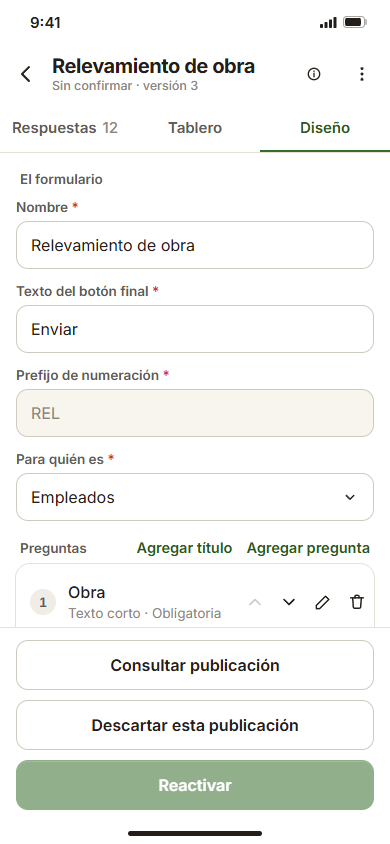 9:41
Relevamiento de obra
Sin confirmar · versión 3
Respuestas 12 Tablero Diseño
El formulario
Nombre *
Relevamiento de obra
Texto del botón final *
Enviar
Prefijo de numeración *
REL
Para quién es *
Empleados
Preguntas Agregar título Agregar pregunta
1 Obra
Texto corto · Obligatoria
Consultar publicación
Descartar esta publicación
Reactivar